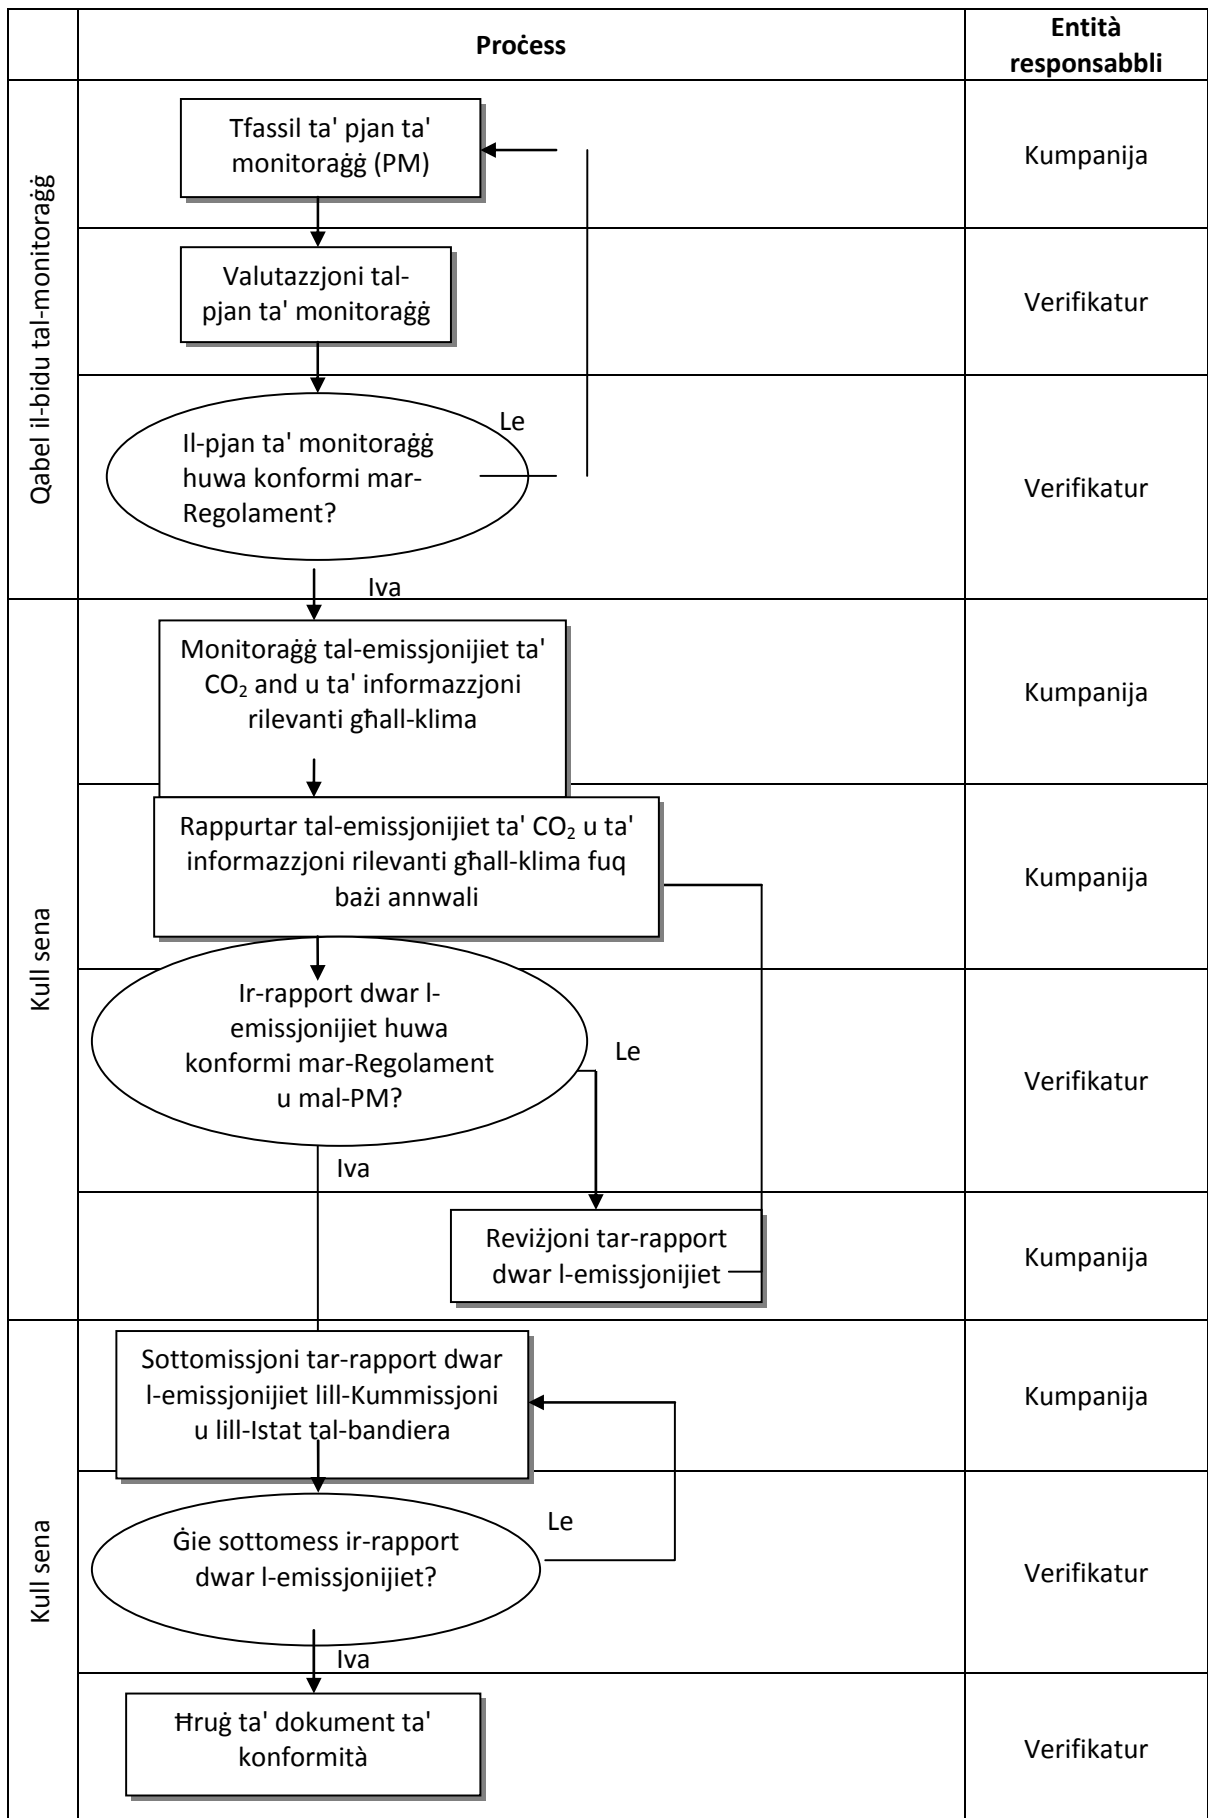 Proċess
Entità
responsabbli
Qabel il-bidu tal-monitoraġġ
Tfassil ta' pjan ta'
monitoraġġ (PM)
Kumpanija
Valutazzjoni tal-
pjan ta' monitoraġġ
Verifikatur
Le
Il-pjan ta' monitoraġġ
huwa konformi mar-
Regolament?
Verifikatur
Iva
Kull sena
Monitoraġġ tal-emissjonijiet ta'
CO₂ and u ta' informazzjoni
rilevanti għall-klima
Kumpanija
Rappurtar tal-emissjonijiet ta' CO₂ u ta'
informazzjoni rilevanti għall-klima fuq
bażi annwali
Kumpanija
Ir-rapport dwar l-
emissjonijiet huwa
konformi mar-Regolament
u mal-PM?
Le
Verifikatur
Iva
Reviżjoni tar-rapport
dwar l-emissjonijiet
Kumpanija
Kull sena
Sottomissjoni tar-rapport dwar
l-emissjonijiet lill-Kummissjoni
u lill-Istat tal-bandiera
Kumpanija
Le
Ġie sottomess ir-rapport
dwar l-emissjonijiet?
Verifikatur
Iva
Ħruġ ta' dokument ta'
konformità
Verifikatur